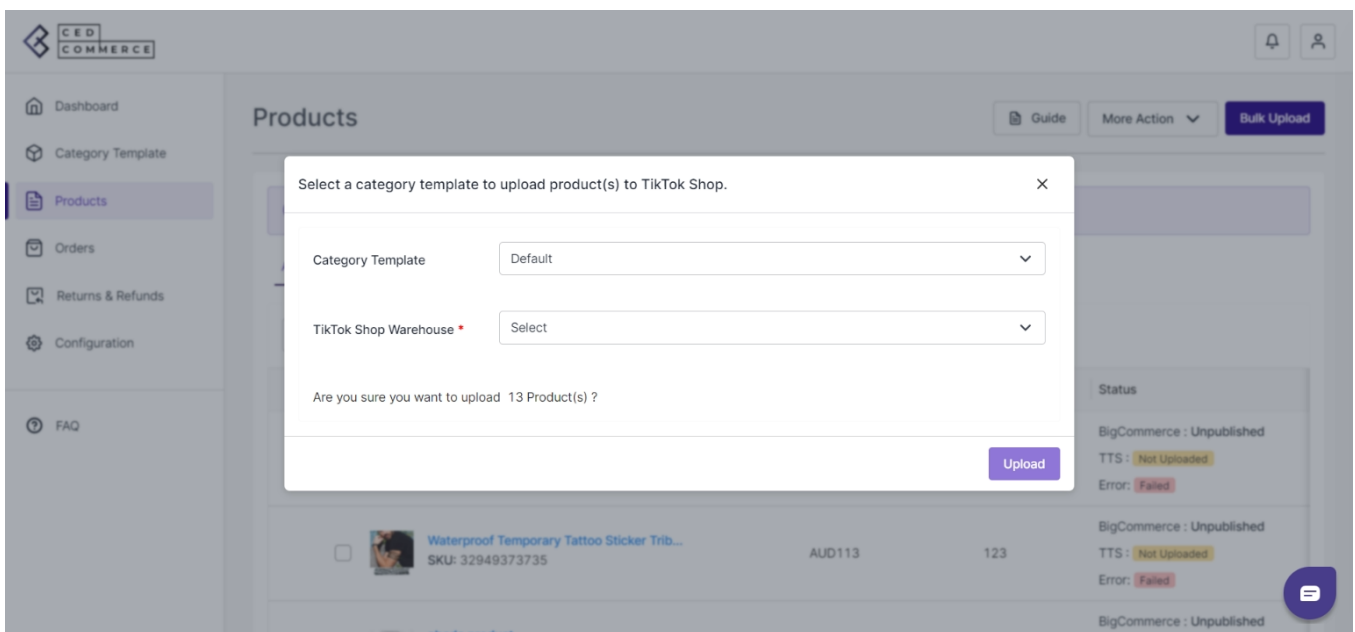 CED
COMMERCE
Dashboard
Category Template
Products
Orders
Returns & Refunds
Configuration
FAQ
Products
Guide
More Action
Bulk Upload
Select a category template to upload product(s) to TikTok Shop.
Category Template
Default
TikTok Shop Warehouse *
Select
Are you sure you want to upload 13 Product(s) ?
Upload
Status
BigCommerce : Unpublished
TTS : Not Uploaded
Error: Failed
Waterproof Temporary Tattoo Sticker Trib...
SKU: 32949373735
AUD113
123
BigCommerce : Unpublished
TTS : Not Uploaded
Error: Failed
BigCommerce : Unpublished